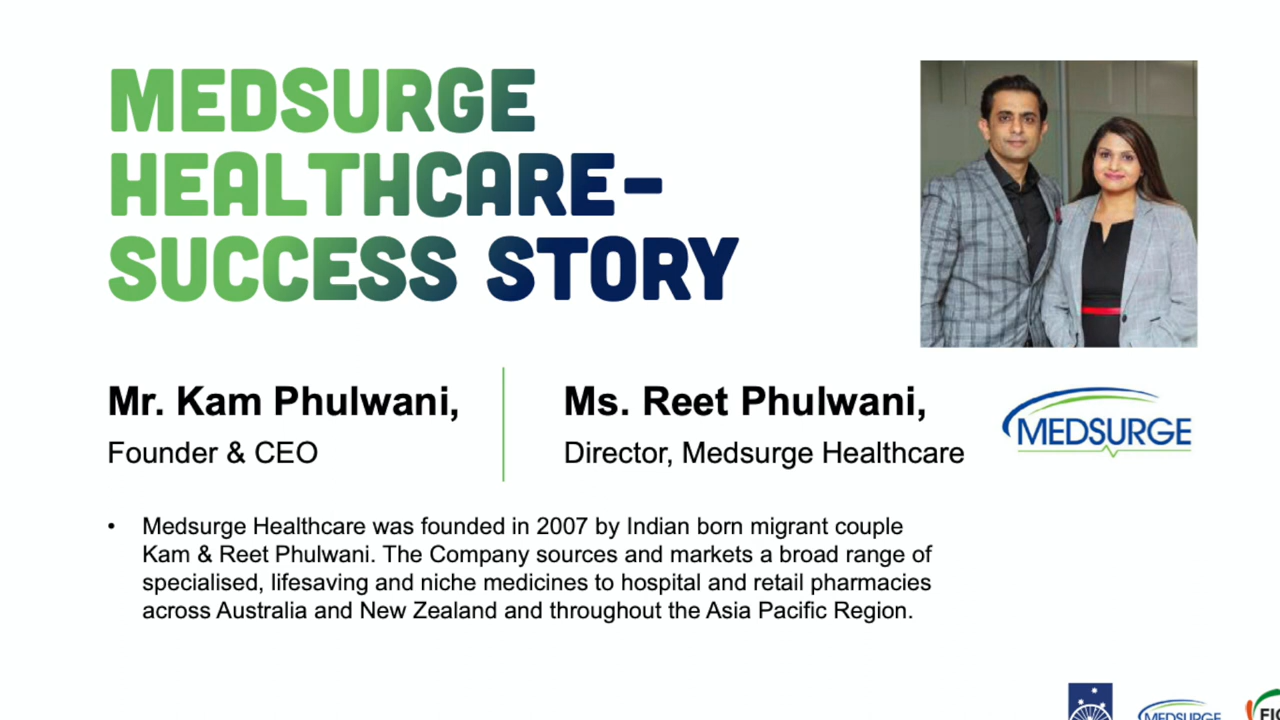 MEDSURGE
HEALTHCARE–
SUCCESS STORY
Mr. Kam Phulwani,
Founder & CEO
Ms. Reet Phulwani,
Director, Medsurge Healthcare
MEDSURGE
• Medsurge Healthcare was founded in 2007 by Indian born migrant couple
Kam & Reet Phulwani. The Company sources and markets a broad range of
specialised, lifesaving and niche medicines to hospital and retail pharmacies
across Australia and New Zealand and throughout the Asia Pacific Region.
MEDSURGE